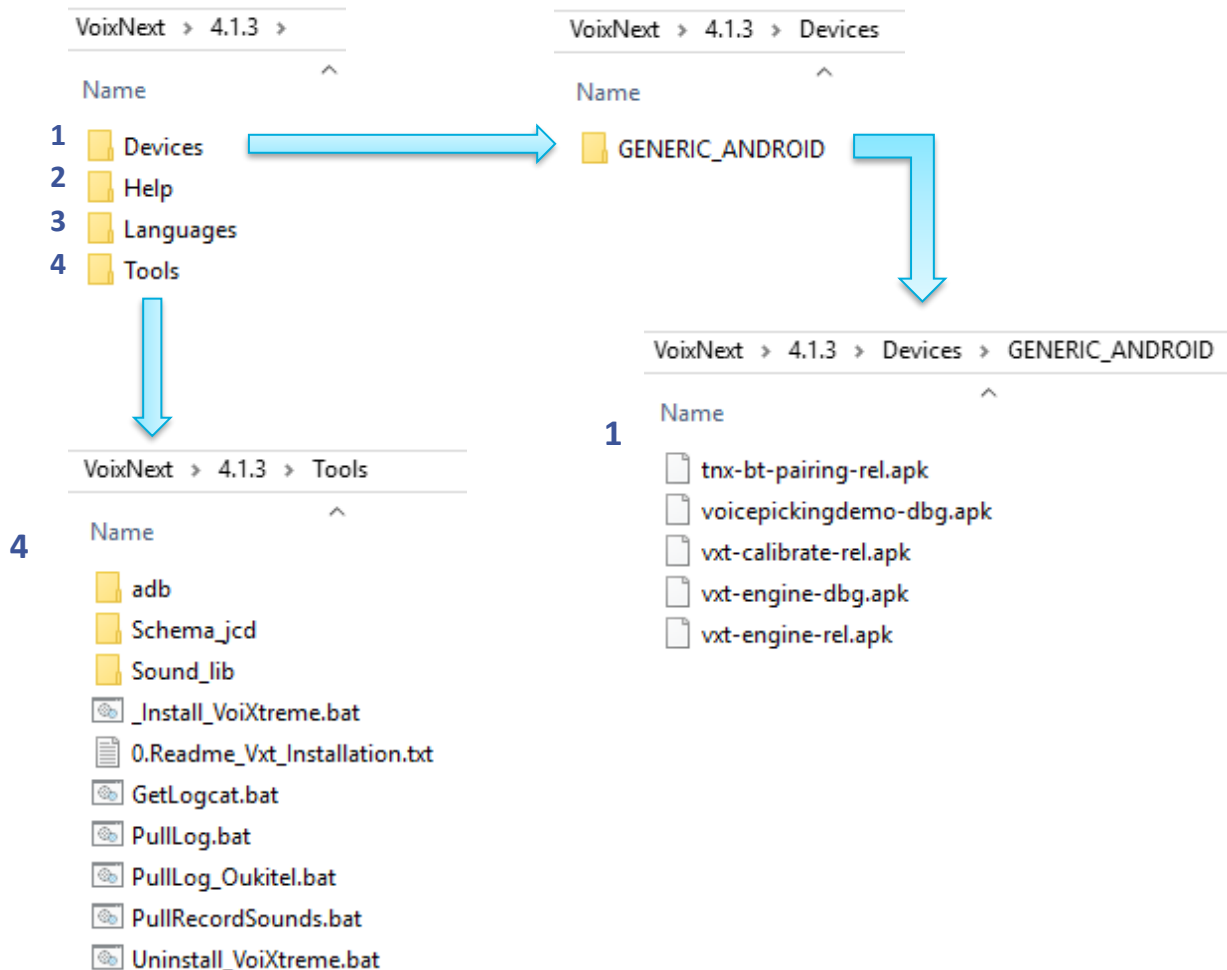 VoixNext > 4.1.3 >
Name
1 Devices
2 Help
3 Languages
4 Tools
VoixNext > 4.1.3 > Devices
Name
GENERIC_ANDROID
VoixNext > 4.1.3 > Devices > GENERIC_ANDROID
Name
1
tnx-bt-pairing-rel.apk
voicepickingdemo-dbg.apk
vxt-calibrate-rel.apk
vxt-engine-dbg.apk
vxt-engine-rel.apk
VoixNext > 4.1.3 > Tools
Name
4
adb
Schema_jcd
Sound_lib
_Install_VoiXtreme.bat
0.Readme_Vxt_Installation.txt
GetLogcat.bat
PullLog.bat
PullLog_Oukitel.bat
PullRecordSounds.bat
Uninstall_VoiXtreme.bat